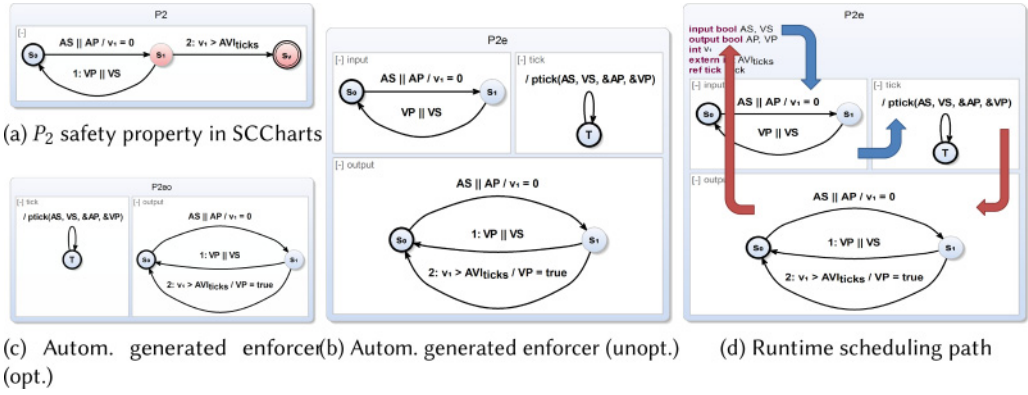 P2
[-]
AS || AP / v₁ = 0
2: v₁ > AVIticks
S₀
S₁
Sᵥ
1: VP || VS
(a) P₂ safety property in SCCharts
P2eo
[-] tick
/ ptick(AS, VS, &AP, &VP)
T
[-] output
AS || AP / v₁ = 0
S₀
1: VP || VS
S₁
2: v₁ > AVIticks / VP = true
(c) Autom. generated enforcer
(opt.)
P2e
[-] input
AS || AP / v₁ = 0
S₀
S₁
VP || VS
[-] tick
/ ptick(AS, VS, &AP, &VP)
T
[-] output
AS || AP / v₁ = 0
S₀
1: VP || VS
S₁
2: v₁ > AVIticks / VP = true
(b) Autom. generated enforcer (unopt.)
P2e
input bool AS, VS
output bool AP, VP
int v₁
extern AVIticks
ref tick
[-] input
AS || AP / v₁ = 0
S₀
S₁
VP || VS
[-] tick
/ ptick(AS, VS, &AP, &VP)
T
[-] output
AS || AP / v₁ = 0
S₀
1: VP || VS
S₁
2: v₁ > AVIticks / VP = true
(d) Runtime scheduling path